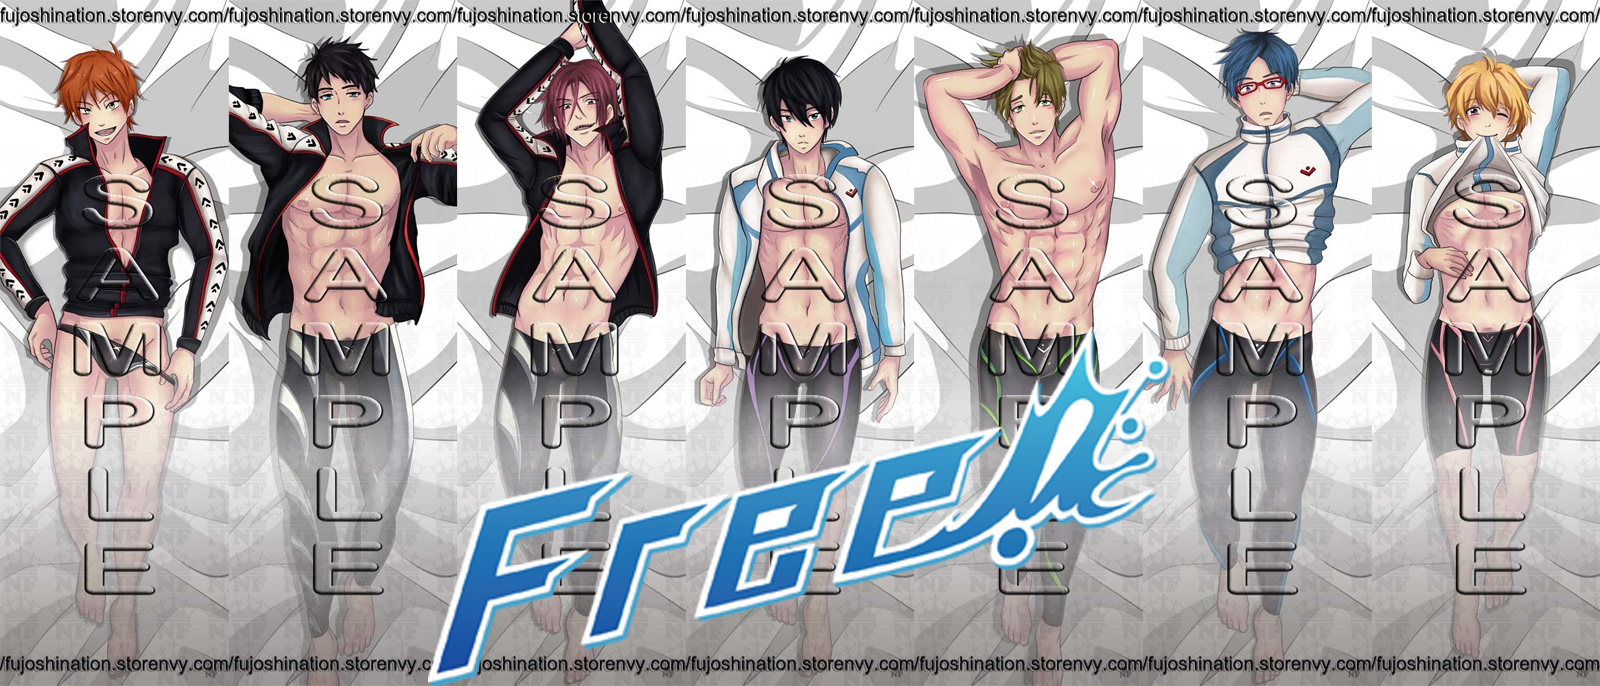 /fujoshination.storenvy.com/fujoshination.storenvy.com/fujoshination.storenvy.com/fujoshination.storenvy.com/fujoshination.storenvy.com/fujoshination.storenvy.com/fujoshination.storenvy.com/
SAMPLE SAMPLE SAMPLE SAMPLE SAMPLE SAMPLE SAMPLE
Free!
/fujoshination.storenvy.com/fujoshination.storenvy.c /fujoshination.storenvy.com/fujoshination.storenvy.com/fujoshination.storenvy.com/fujoshination.storenvy.com/fujoshination.storenvy.com